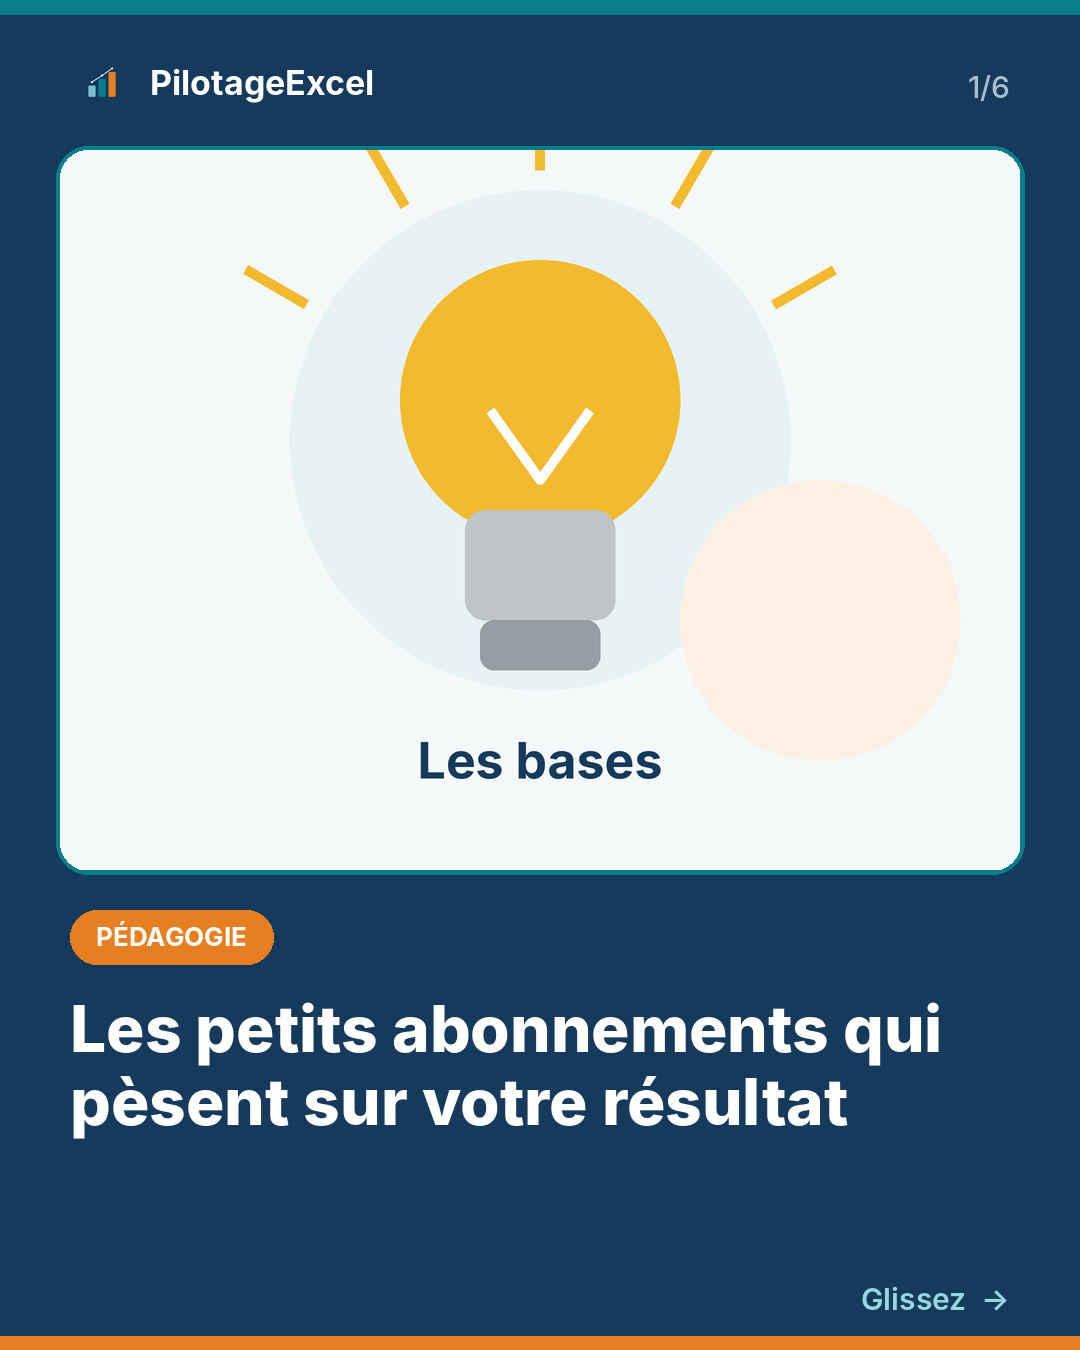 PilotageExcel
1/6
Les bases
PÉDAGOGIE
Les petits abonnements qui
pèsent sur votre résultat
Glissez →